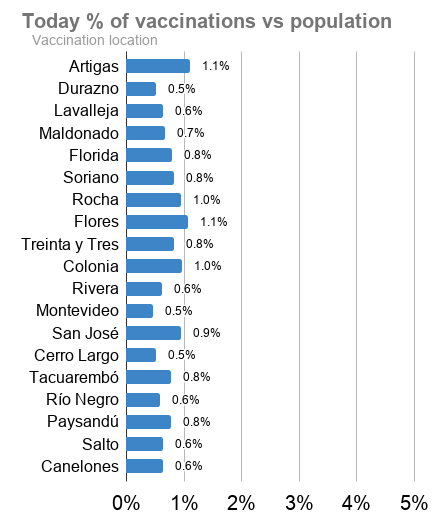 Today % of vaccinations vs population
Vaccination location
Artigas 1.1%
Durazno 0.5%
Lavalleja 0.6%
Maldonado 0.7%
Florida 0.8%
Soriano 0.8%
Rocha 1.0%
Flores 1.1%
Treinta y Tres 0.8%
Colonia 1.0%
Rivera 0.6%
Montevideo 0.5%
San José 0.9%
Cerro Largo 0.5%
Tacuarembó 0.8%
Río Negro 0.6%
Paysandú 0.8%
Salto 0.6%
Canelones 0.6%
0% 1% 2% 3% 4% 5%